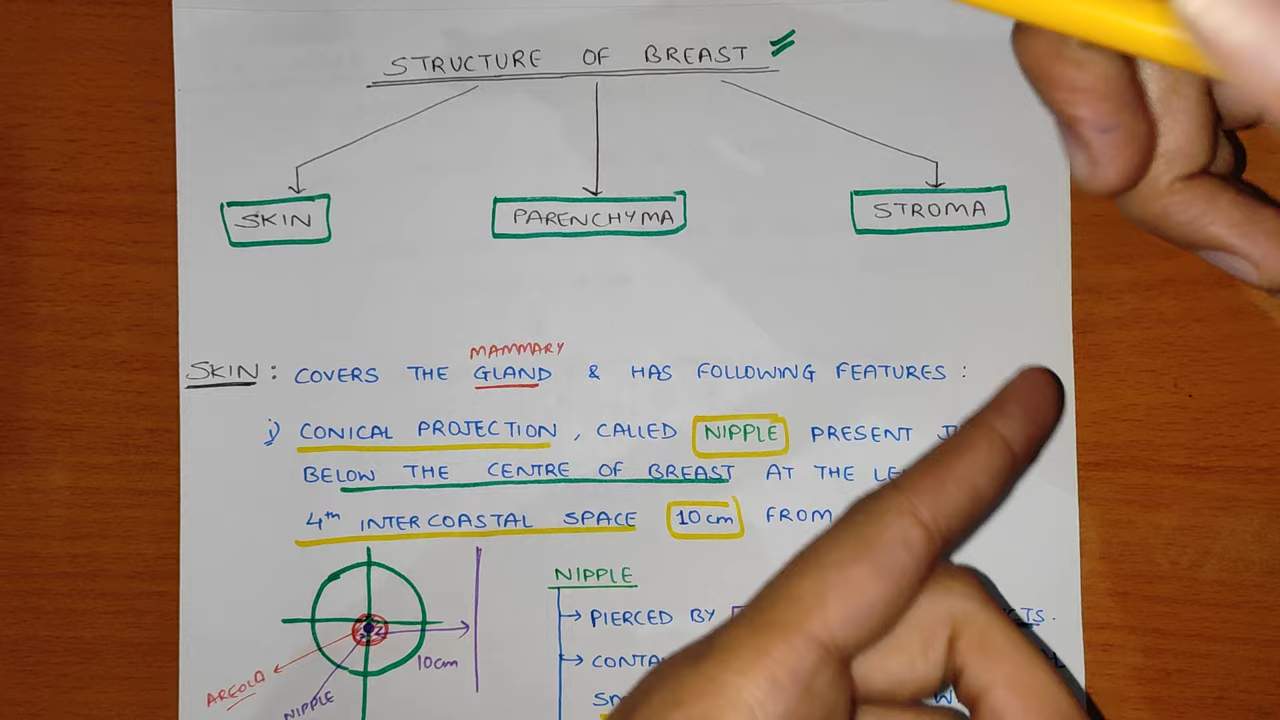 STRUCTURE OF BREAST
SKIN
PARENCHYMA
STROMA
MAMMARY
SKIN : COVERS THE GLAND & HAS FOLLOWING FEATURES :
i) CONICAL PROJECTION, CALLED NIPPLE PRESENT
BELOW THE CENTRE OF BREAST AT THE
4th INTERCOASTAL SPACE 10cm FROM
NIPPLE
PIERCED BY
10cm
AREOLA
NIPPLE